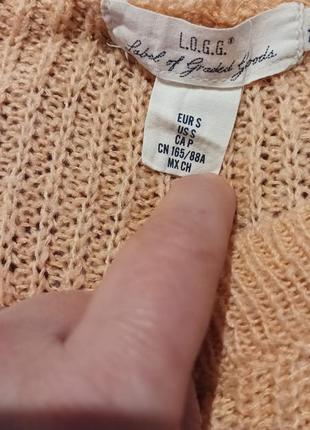 L.O.G.G.®
Label of Graded Goods
EUR S
US S
CA P
CN 165/88A
MX CH